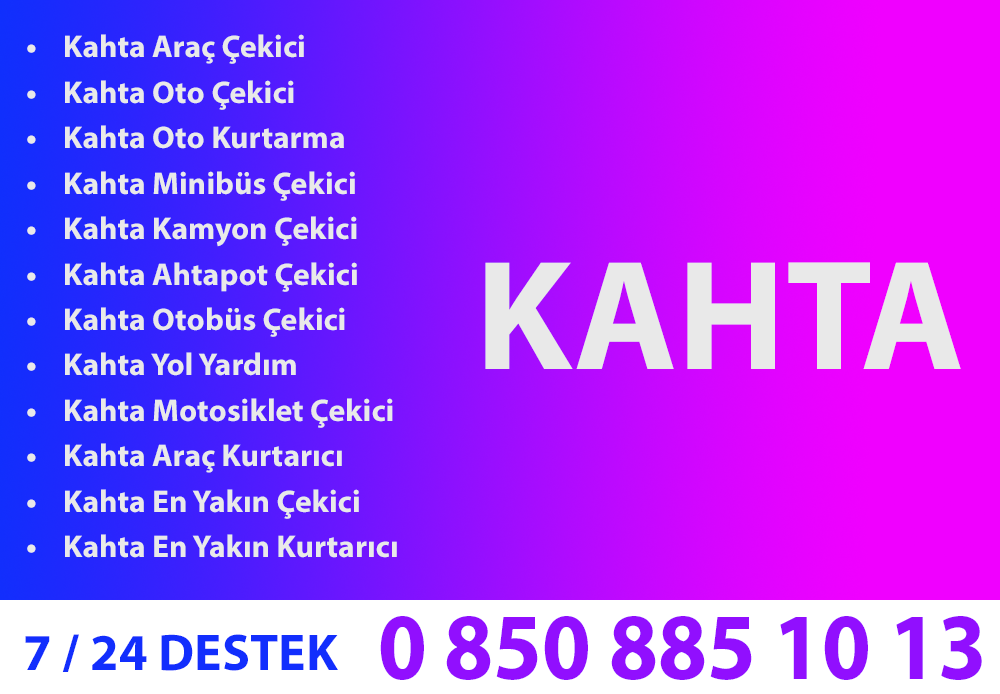 • Kahta Araç Çekici
• Kahta Oto Çekici
• Kahta Oto Kurtarma
• Kahta Minibüs Çekici
• Kahta Kamyon Çekici
• Kahta Ahtapot Çekici
• Kahta Otobüs Çekici
• Kahta Yol Yardım
• Kahta Motosiklet Çekici
• Kahta Araç Kurtarıcı
• Kahta En Yakın Çekici
• Kahta En Yakın Kurtarıcı
KAHTA
7 / 24 DESTEK 0 850 885 10 13